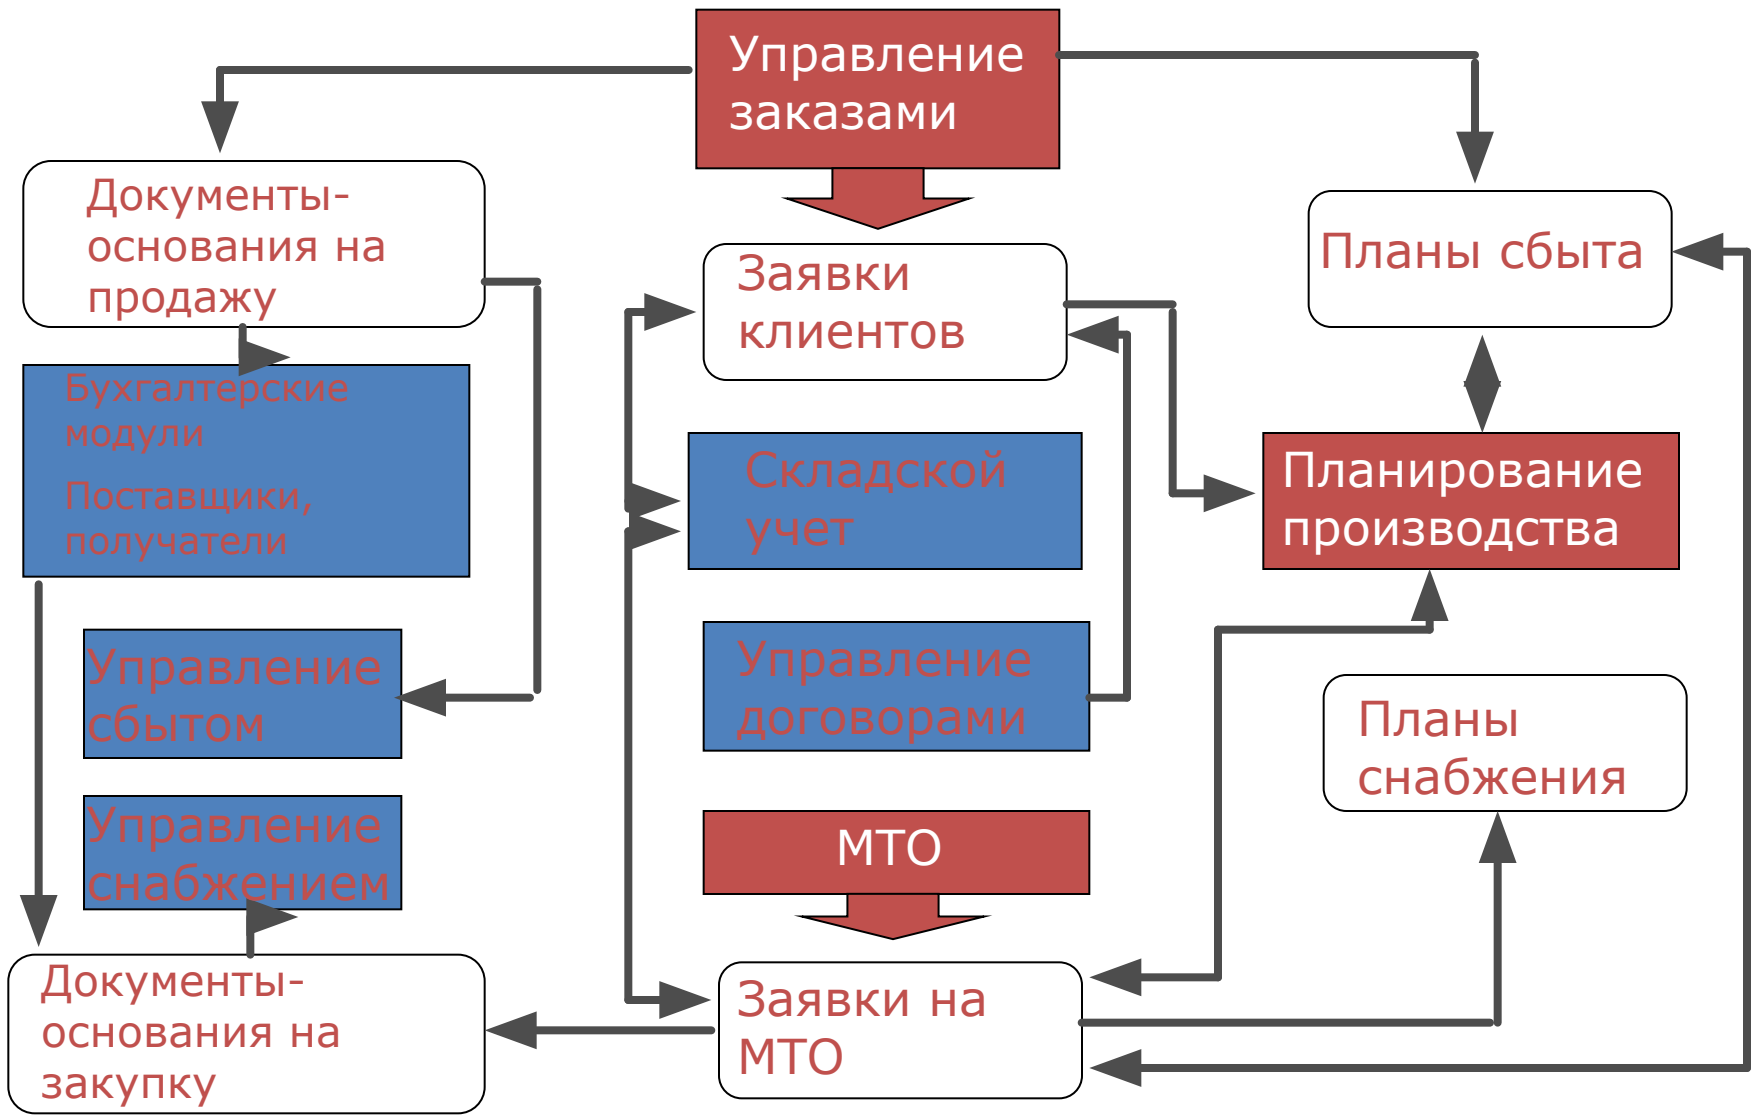 Управление
заказами
Документы-
основания на
продажу
Заявки
клиентов
Планы сбыта
Бухгалтерские
модули
Поставщики,
получатели
Складской
учет
Планирование
производства
Управление
сбытом
Управление
договорами
Планы
снабжения
Управление
снабжением
МТО
Документы-
основания на
закупку
Заявки на
МТО